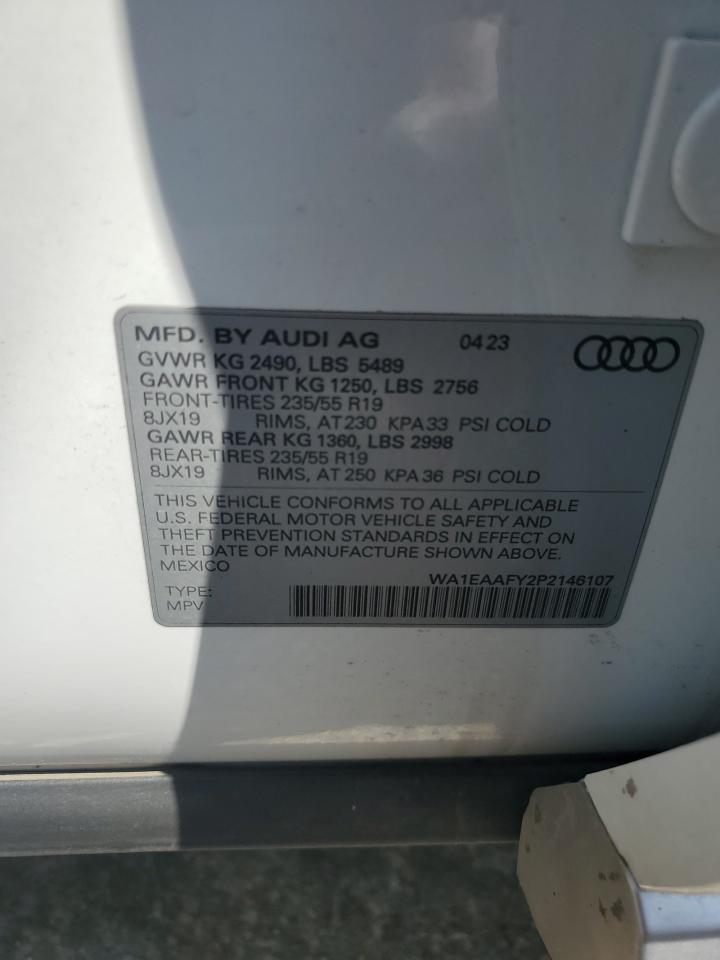 MFD. BY AUDI AG 04 23
GVWR KG 2490, LBS 5489
GAWR FRONT KG 1250, LBS 2756
FRONT-TIRES 235/55 R19
8JX19 RIMS, AT 230 KPA 33 PSI COLD
GAWR REAR KG 1360, LBS 2998
REAR-TIRES 235/55 R19
8JX19 RIMS, AT 250 KPA 36 PSI COLD
THIS VEHICLE CONFORMS TO ALL APPLICABLE
U.S. FEDERAL MOTOR VEHICLE SAFETY AND
THEFT PREVENTION STANDARDS IN EFFECT ON
THE DATE OF MANUFACTURE SHOWN ABOVE.
MEXICO
WA1EAAFY2P2146107
TYPE:
MPV